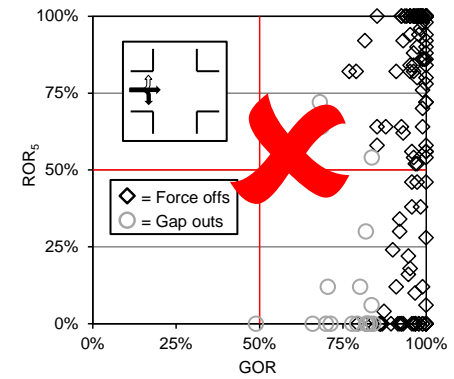 100%
75%
50%
25%
0%
ROR5
◇ = Force offs
○ = Gap outs
0% 25% 50% 75% 100%
GOR